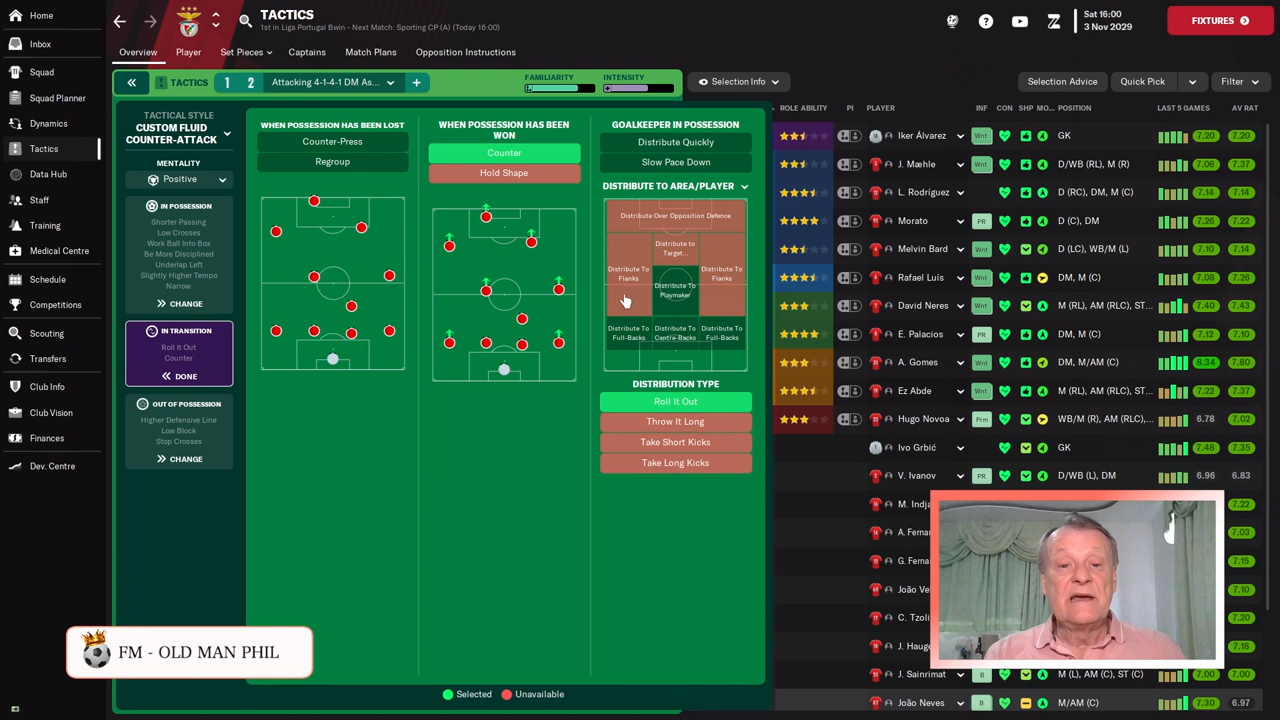 TACTICS
1st in Liga Portugal Bwin - Next Match: Sporting CP (A) (Today 16:00)
Sat 16:00
3 Nov 2029
FIXTURES
Overview
Player
Set Pieces
Captains
Match Plans
Opposition Instructions
Home
Inbox
Squad
Squad Planner
Dynamics
Tactics
Data Hub
Staff
Training
Medical Centre
Schedule
Competitions
Scouting
Transfers
Club Info
Club Vision
Finances
Dev. Centre
TACTICS
1
2
Attacking 4-1-4-1 DM As...
FAMILIARITY
INTENSITY
Selection Info
Selection Advice
Quick Pick
Filter
TACTICAL STYLE
CUSTOM FLUID
COUNTER-ATTACK
MENTALITY
Positive
IN POSSESSION
Shorter Passing
Low Crosses
Work Ball Into Box
Be More Disciplined
Underlap Left
Slightly Higher Tempo
Narrow
CHANGE
IN TRANSITION
Roll It Out
Counter
DONE
OUT OF POSSESSION
Higher Defensive Line
Low Block
Stop Crosses
CHANGE
WHEN POSSESSION HAS BEEN LOST
Counter-Press
Regroup
WHEN POSSESSION HAS BEEN
WON
Counter
Hold Shape
GOALKEEPER IN POSSESSION
Distribute Quickly
Slow Pace Down
DISTRIBUTE TO AREA/PLAYER
Distribute Over Opposition Defence
Distribute to
Target...
Distribute To
Flanks
Distribute To
Playmaker
Distribute To
Flanks
Distribute To
Full-Backs
Distribute To
Centre-Backs
Distribute To
Full-Backs
DISTRIBUTION TYPE
Roll It Out
Throw It Long
Take Short Kicks
Take Long Kicks
Selected
Unavailable
ROLE ABILITY PI PLAYER INF CON SHP MO... POSITION LAST 5 GAMES AV RAT
Iker Álvarez Wnt GK 7.20 7.20
J. Mæhle Wnt D/WB (RL), M (R) 7.06 7.37
L. Rodríguez D (RC), DM, M (C) 7.14 7.14
Morato PR D (C), DM 7.26 7.22
Melvin Bard Wnt D (LC), M (L) 7.10 7.14
Rafael Luís Wnt DM, M (C) 7.08 7.26
David Neres Wnt M (RL), AM (RC), ST... 7.40 7.43
E. Palacios PR DM, M (C) 7.12 7.10
A. Gomes Wnt DM, M/AM (C) 8.34 7.80
Ez Abde Wnt M (RL), AM (RLC), ST... 7.22 7.37
Hugo Novoa Prm WB/M (R), AM (C),... 6.78 7.02
Ivo Grbić GK 7.48 7.35
V. Ivanov PR D/WB (L), DM 6.96 6.83
M. Indja 7.22
A. Fernan 7.03
G. Ferna 7.15
João Vel 7.10
C. Tzoli 7.20
J. Haug 7.18
J. Sainrimat B M (L), AM (C), ST (C) 7.00 7.00
João Neves B M/AM (C) 7.30 6.97
FM - OLD MAN PHIL